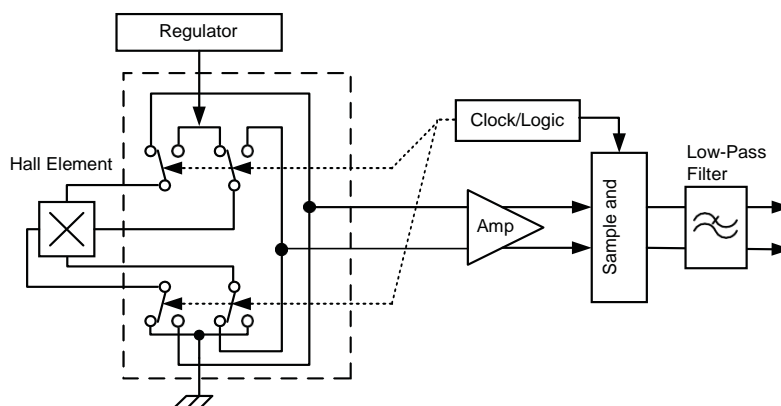 Regulator
Clock/Logic
Hall Element
Low-Pass
Filter
Amp
Sample and